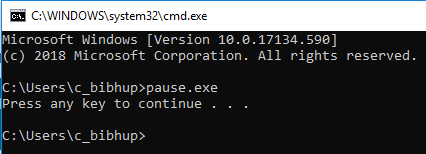 C:\WINDOWS\system32\cmd.exe
Microsoft Windows [Version 10.0.17134.590]
(c) 2018 Microsoft Corporation. All rights reserved.
C:\Users\c_bibhup>pause.exe
Press any key to continue . . .
C:\Users\c_bibhup>